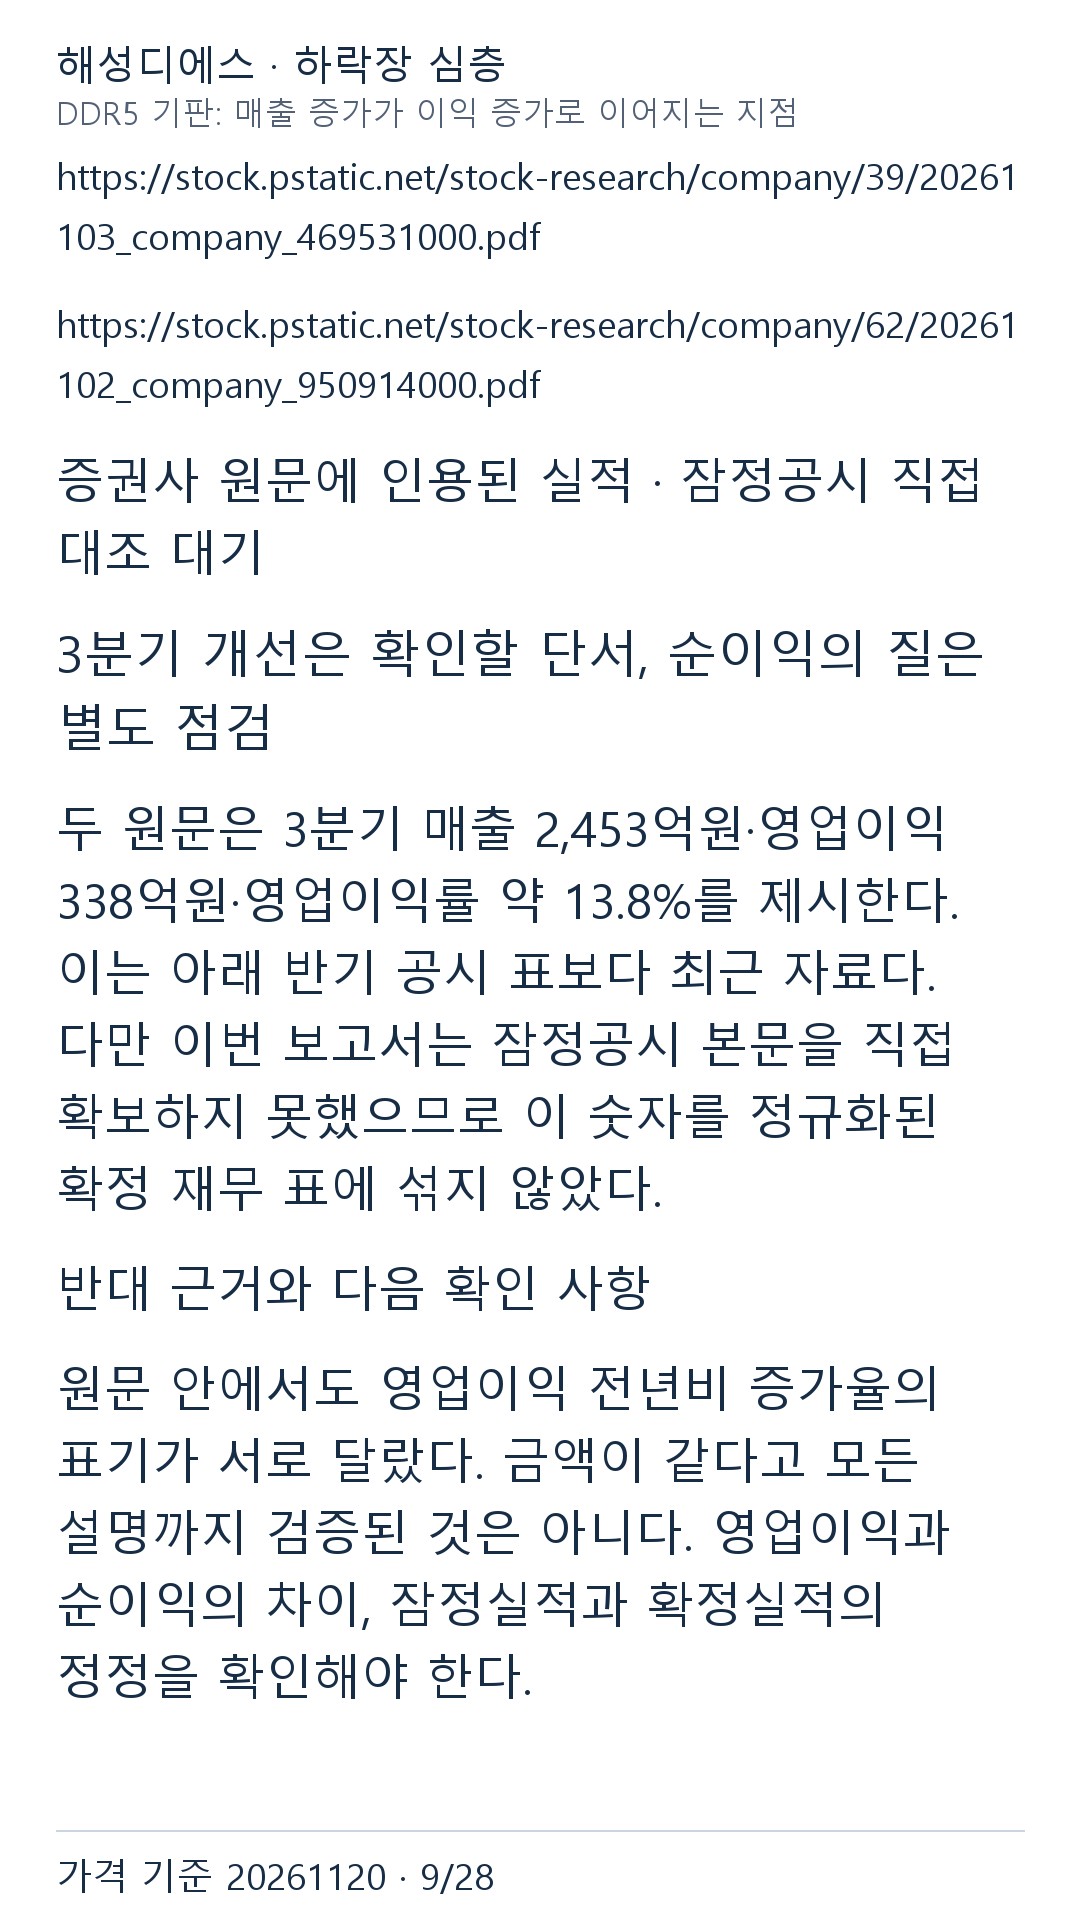 해성디에스 · 하락장 심층
DDR5 기판: 매출 증가가 이익 증가로 이어지는 지점
https://stock.pstatic.net/stock-research/company/39/20261
103_company_469531000.pdf
https://stock.pstatic.net/stock-research/company/62/20261
102_company_950914000.pdf
증권사 원문에 인용된 실적 · 잠정공시 직접
대조 대기
3분기 개선은 확인할 단서, 순이익의 질은
별도 점검
두 원문은 3분기 매출 2,453억원·영업이익
338억원·영업이익률 약 13.8%를 제시한다.
이는 아래 반기 공시 표보다 최근 자료다.
다만 이번 보고서는 잠정공시 본문을 직접
확보하지 못했으므로 이 숫자를 정규화된
확정 재무 표에 섞지 않았다.
반대 근거와 다음 확인 사항
원문 안에서도 영업이익 전년비 증가율의
표기가 서로 달랐다. 금액이 같다고 모든
설명까지 검증된 것은 아니다. 영업이익과
순이익의 차이, 잠정실적과 확정실적의
정정을 확인해야 한다.
가격 기준 20261120 · 9/28